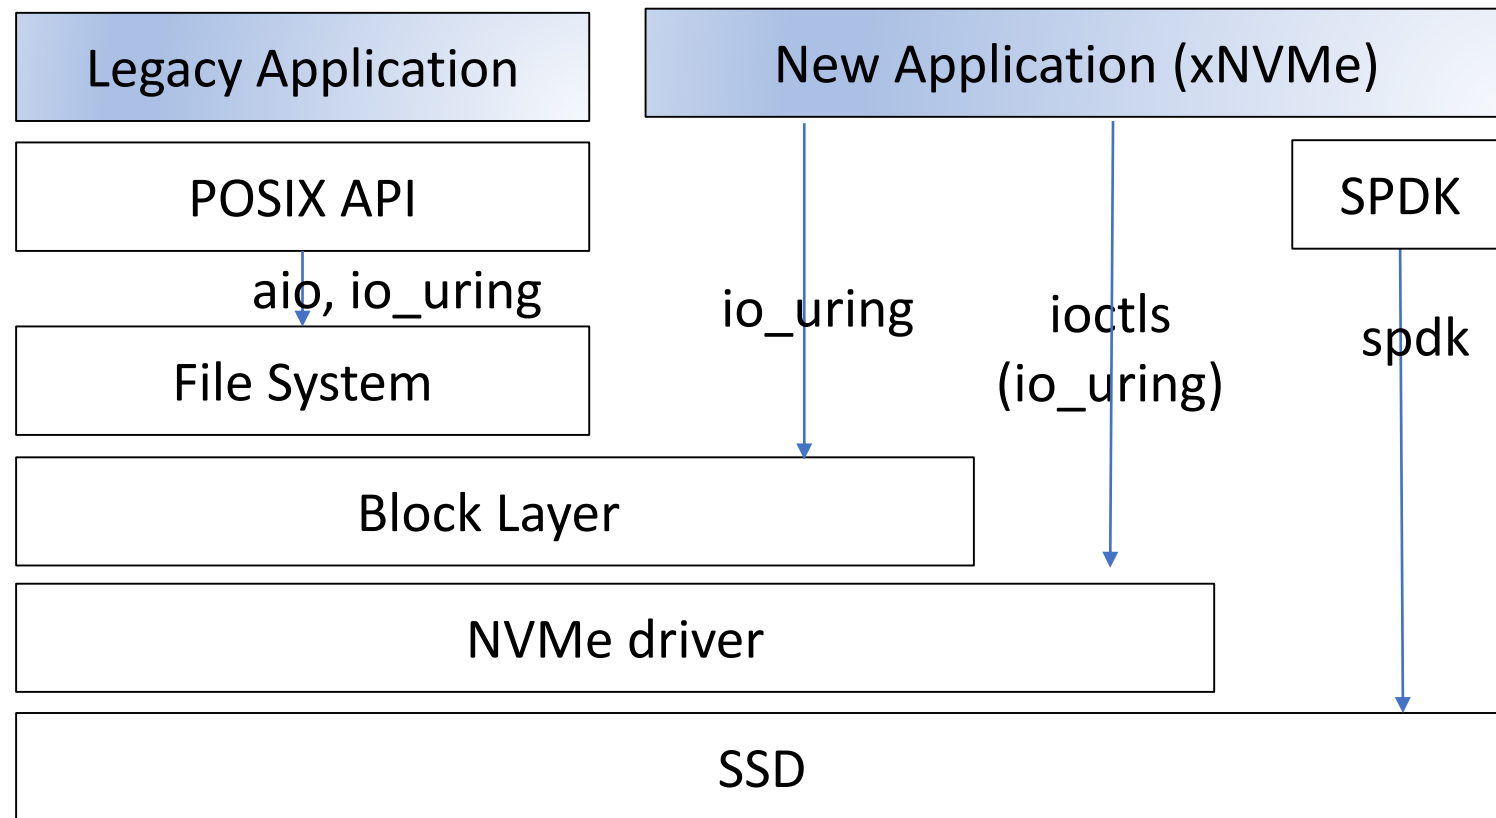 Legacy Application
New Application (xNVMe)
POSIX API
SPDK
aio, io_uring
io_uring
ioctls
(io_uring)
spdk
File System
Block Layer
NVMe driver
SSD